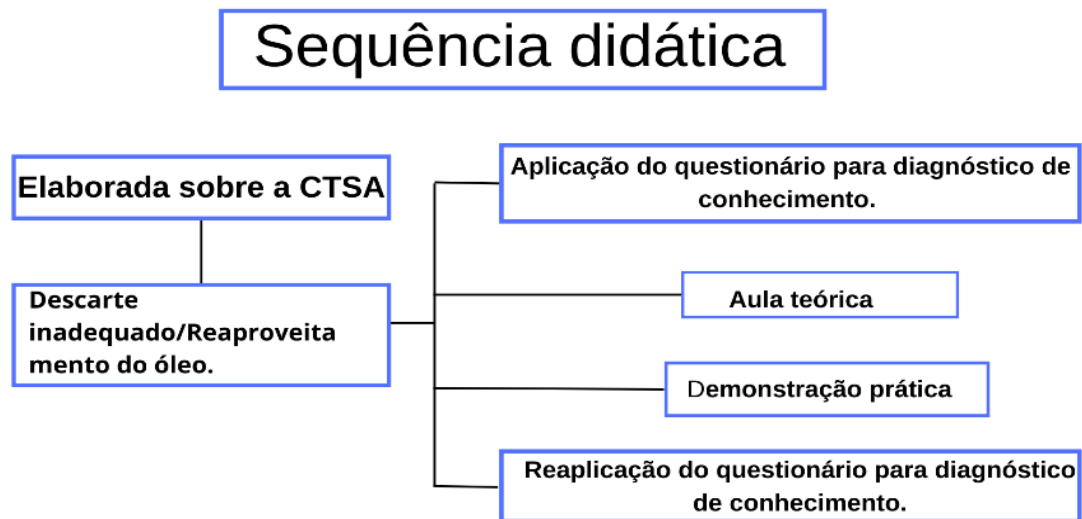 Sequência didática
Elaborada sobre a CTSA
Descarte
inadequado/Reaproveita
mento do óleo.
Aplicação do questionário para diagnóstico de
conhecimento.
Aula teórica
Demonstração prática
Reaplicação do questionário para diagnóstico
de conhecimento.